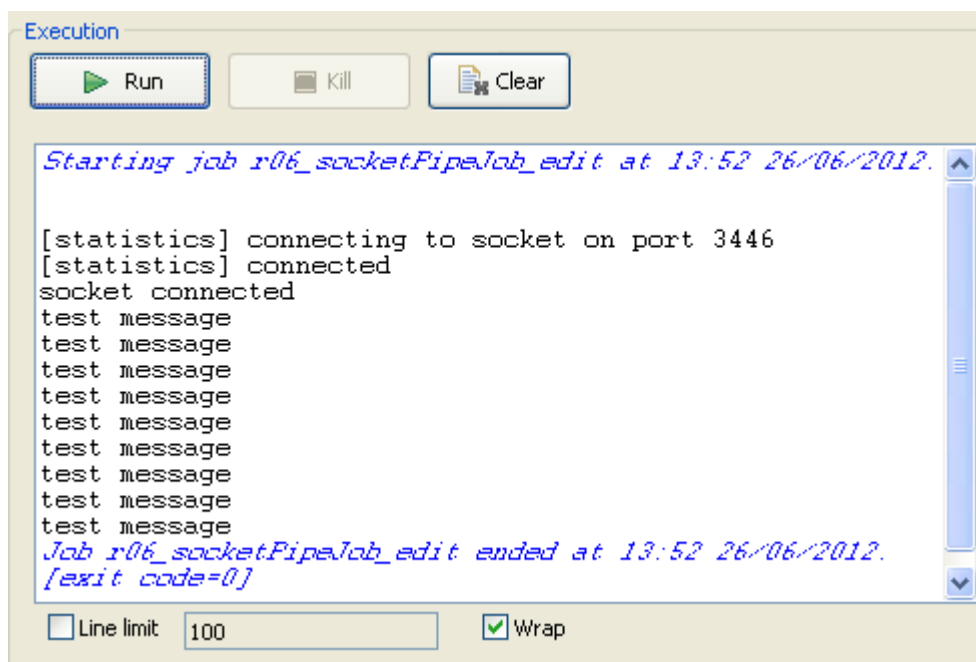 Execution
Run
Kill
Clear
Starting job r06_socketPipeJob_edit at 13:52 26/06/2012.
[statistics] connecting to socket on port 3446
[statistics] connected
socket connected
test message
test message
test message
test message
test message
test message
test message
test message
test message
Job r06_socketPipeJob_edit ended at 13:52 26/06/2012.
[exit code=0]
Line limit
100
Wrap